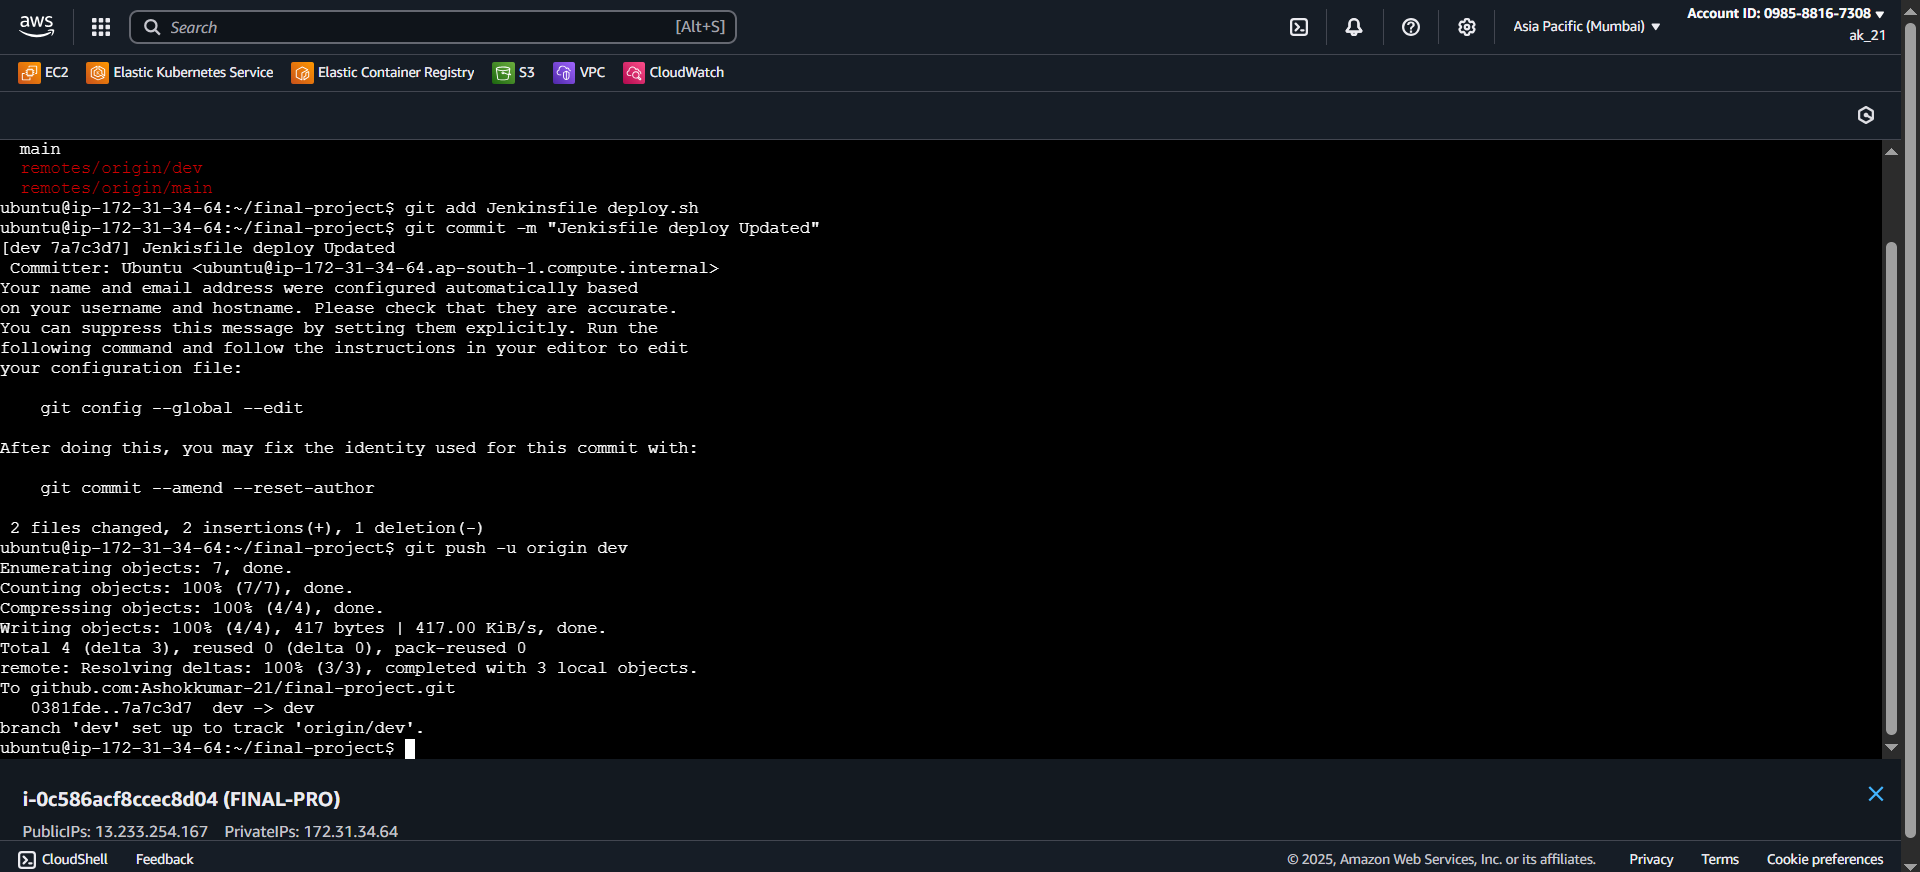 aws
Search [Alt+S]
Asia Pacific (Mumbai) ▼
Account ID: 0985-8816-7308 ▼
ak_21
EC2 Elastic Kubernetes Service Elastic Container Registry S3 VPC CloudWatch
main
remotes/origin/dev
remotes/origin/main
ubuntu@ip-172-31-34-64:~/final-project$ git add Jenkinsfile deploy.sh
ubuntu@ip-172-31-34-64:~/final-project$ git commit -m "Jenkisfile deploy Updated"
[dev 7a7c3d7] Jenkisfile deploy Updated
Committer: Ubuntu <ubuntu@ip-172-31-34-64.ap-south-1.compute.internal>
Your name and email address were configured automatically based
on your username and hostname. Please check that they are accurate.
You can suppress this message by setting them explicitly. Run the
following command and follow the instructions in your editor to edit
your configuration file:
git config --global --edit
After doing this, you may fix the identity used for this commit with:
git commit --amend --reset-author
2 files changed, 2 insertions(+), 1 deletion(-)
ubuntu@ip-172-31-34-64:~/final-project$ git push -u origin dev
Enumerating objects: 7, done.
Counting objects: 100% (7/7), done.
Compressing objects: 100% (4/4), done.
Writing objects: 100% (4/4), 417 bytes | 417.00 KiB/s, done.
Total 4 (delta 3), reused 0 (delta 0), pack-reused 0
remote: Resolving deltas: 100% (3/3), completed with 3 local objects.
To github.com:Ashokkumar-21/final-project.git
0381fde..7a7c3d7 dev -> dev
branch 'dev' set up to track 'origin/dev'.
ubuntu@ip-172-31-34-64:~/final-project$
i-0c586acf8ccec8d04 (FINAL-PRO)
PublicIPs: 13.233.254.167 PrivateIPs: 172.31.34.64
CloudShell Feedback © 2025, Amazon Web Services, Inc. or its affiliates. Privacy Terms Cookie preferences